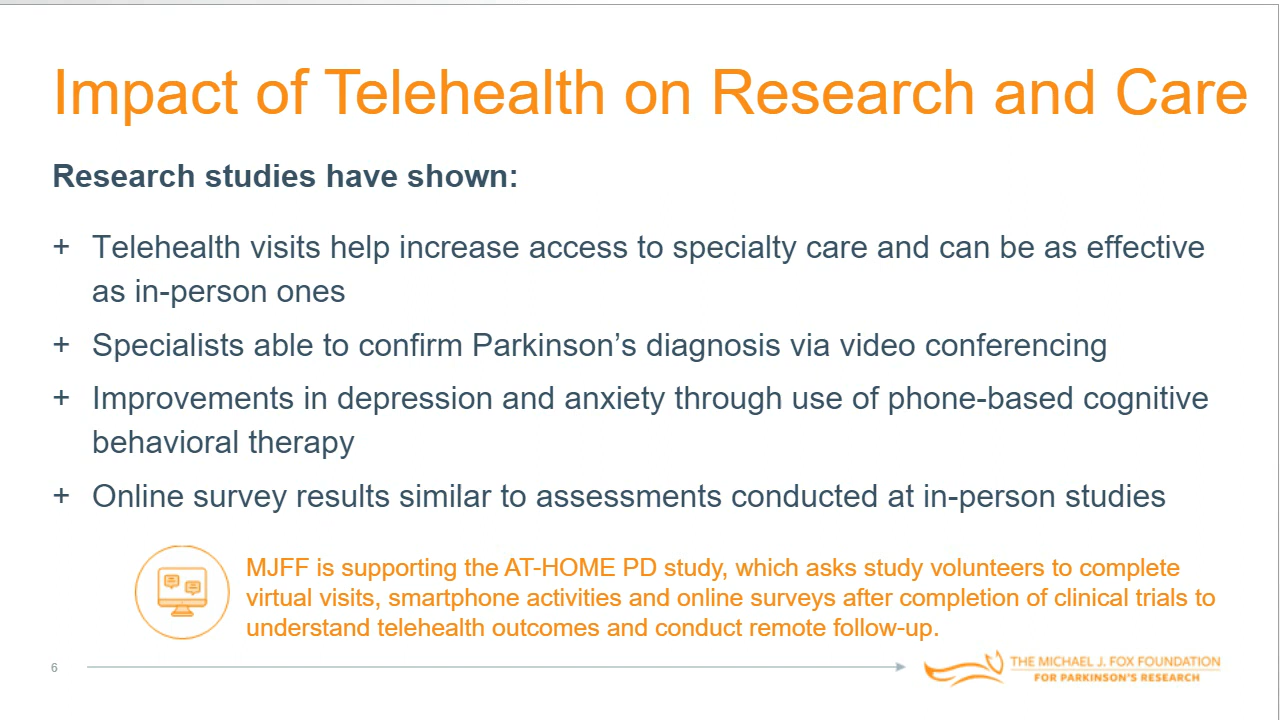 Impact of Telehealth on Research and Care
Research studies have shown:
+ Telehealth visits help increase access to specialty care and can be as effective
as in-person ones
+ Specialists able to confirm Parkinson’s diagnosis via video conferencing
+ Improvements in depression and anxiety through use of phone-based cognitive
behavioral therapy
+ Online survey results similar to assessments conducted at in-person studies
MJFF is supporting the AT-HOME PD study, which asks study volunteers to complete
virtual visits, smartphone activities and online surveys after completion of clinical trials to
understand telehealth outcomes and conduct remote follow-up.
6
THE MICHAEL J. FOX FOUNDATION
FOR PARKINSON'S RESEARCH